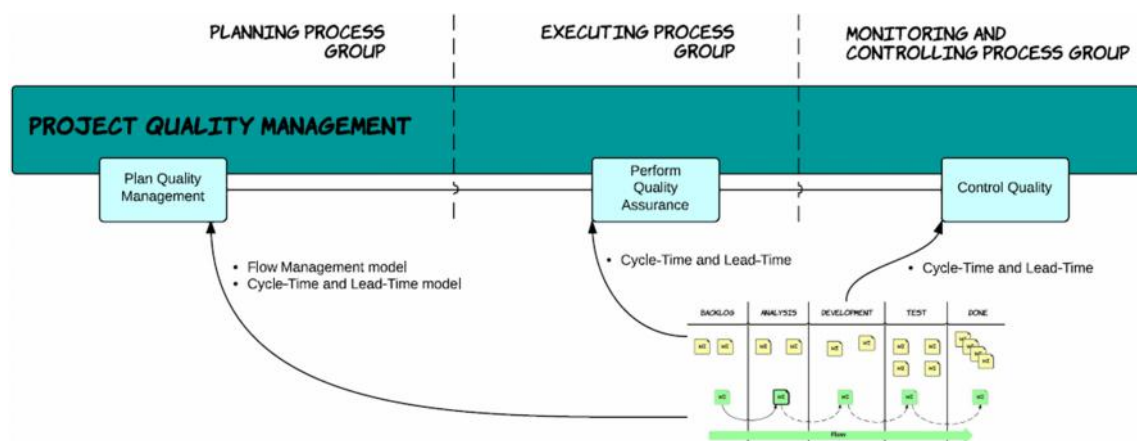 PLANNING PROCESS
GROUP
EXECUTING PROCESS
GROUP
MONITORING AND
CONTROLLING PROCESS GROUP
PROJECT QUALITY MANAGEMENT
Plan Quality
Management
Perform
Quality
Assurance
Control Quality
• Flow Management model
• Cycle-Time and Lead-Time model
• Cycle-Time and Lead-Time
• Cycle-Time and Lead-Time
BACKLOG
ANALYSIS
DEVELOPMENT
TEST
DONE
Flow